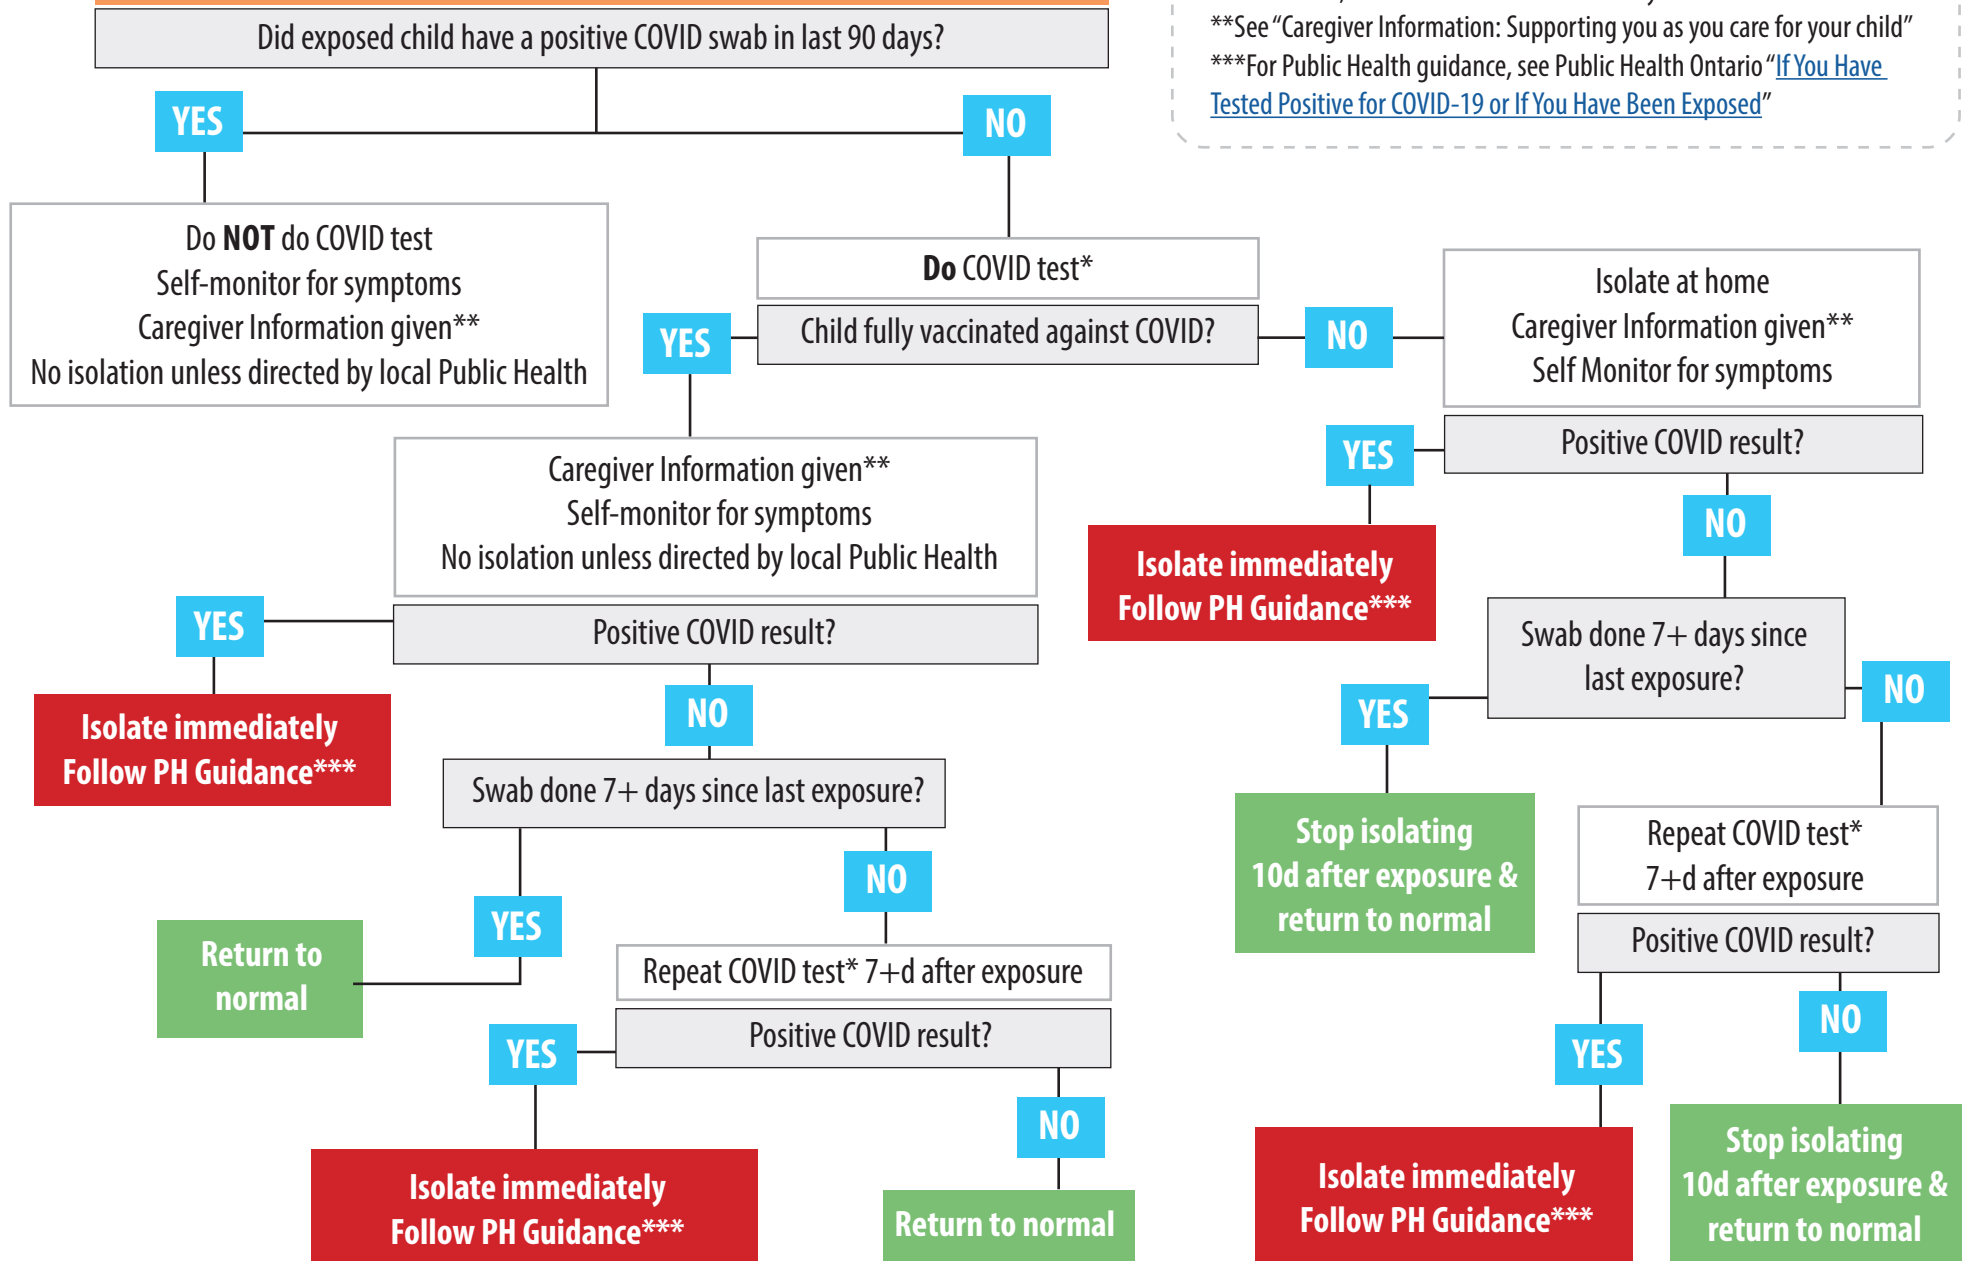 Did exposed child have a positive COVID swab in last 90 days?
**See “Caregiver Information: Supporting you as you care for your child”
***For Public Health guidance, see Public Health Ontario “If You Have
Tested Positive for COVID-19 or If You Have Been Exposed”
YES
NO
Do NOT do COVID test
Self-monitor for symptoms
Caregiver Information given**
No isolation unless directed by local Public Health
Do COVID test*
Child fully vaccinated against COVID?
YES
NO
Isolate at home
Caregiver Information given**
Self Monitor for symptoms
Positive COVID result?
YES
NO
Isolate immediately
Follow PH Guidance***
Swab done 7+ days since
last exposure?
YES
NO
Stop isolating
10d after exposure &
return to normal
Repeat COVID test*
7+d after exposure
Positive COVID result?
YES
NO
Isolate immediately
Follow PH Guidance***
Stop isolating
10d after exposure &
return to normal
Caregiver Information given**
Self-monitor for symptoms
No isolation unless directed by local Public Health
Positive COVID result?
YES
NO
Isolate immediately
Follow PH Guidance***
Swab done 7+ days since last exposure?
YES
NO
Return to
normal
Repeat COVID test* 7+d after exposure
Positive COVID result?
YES
NO
Isolate immediately
Follow PH Guidance***
Return to normal